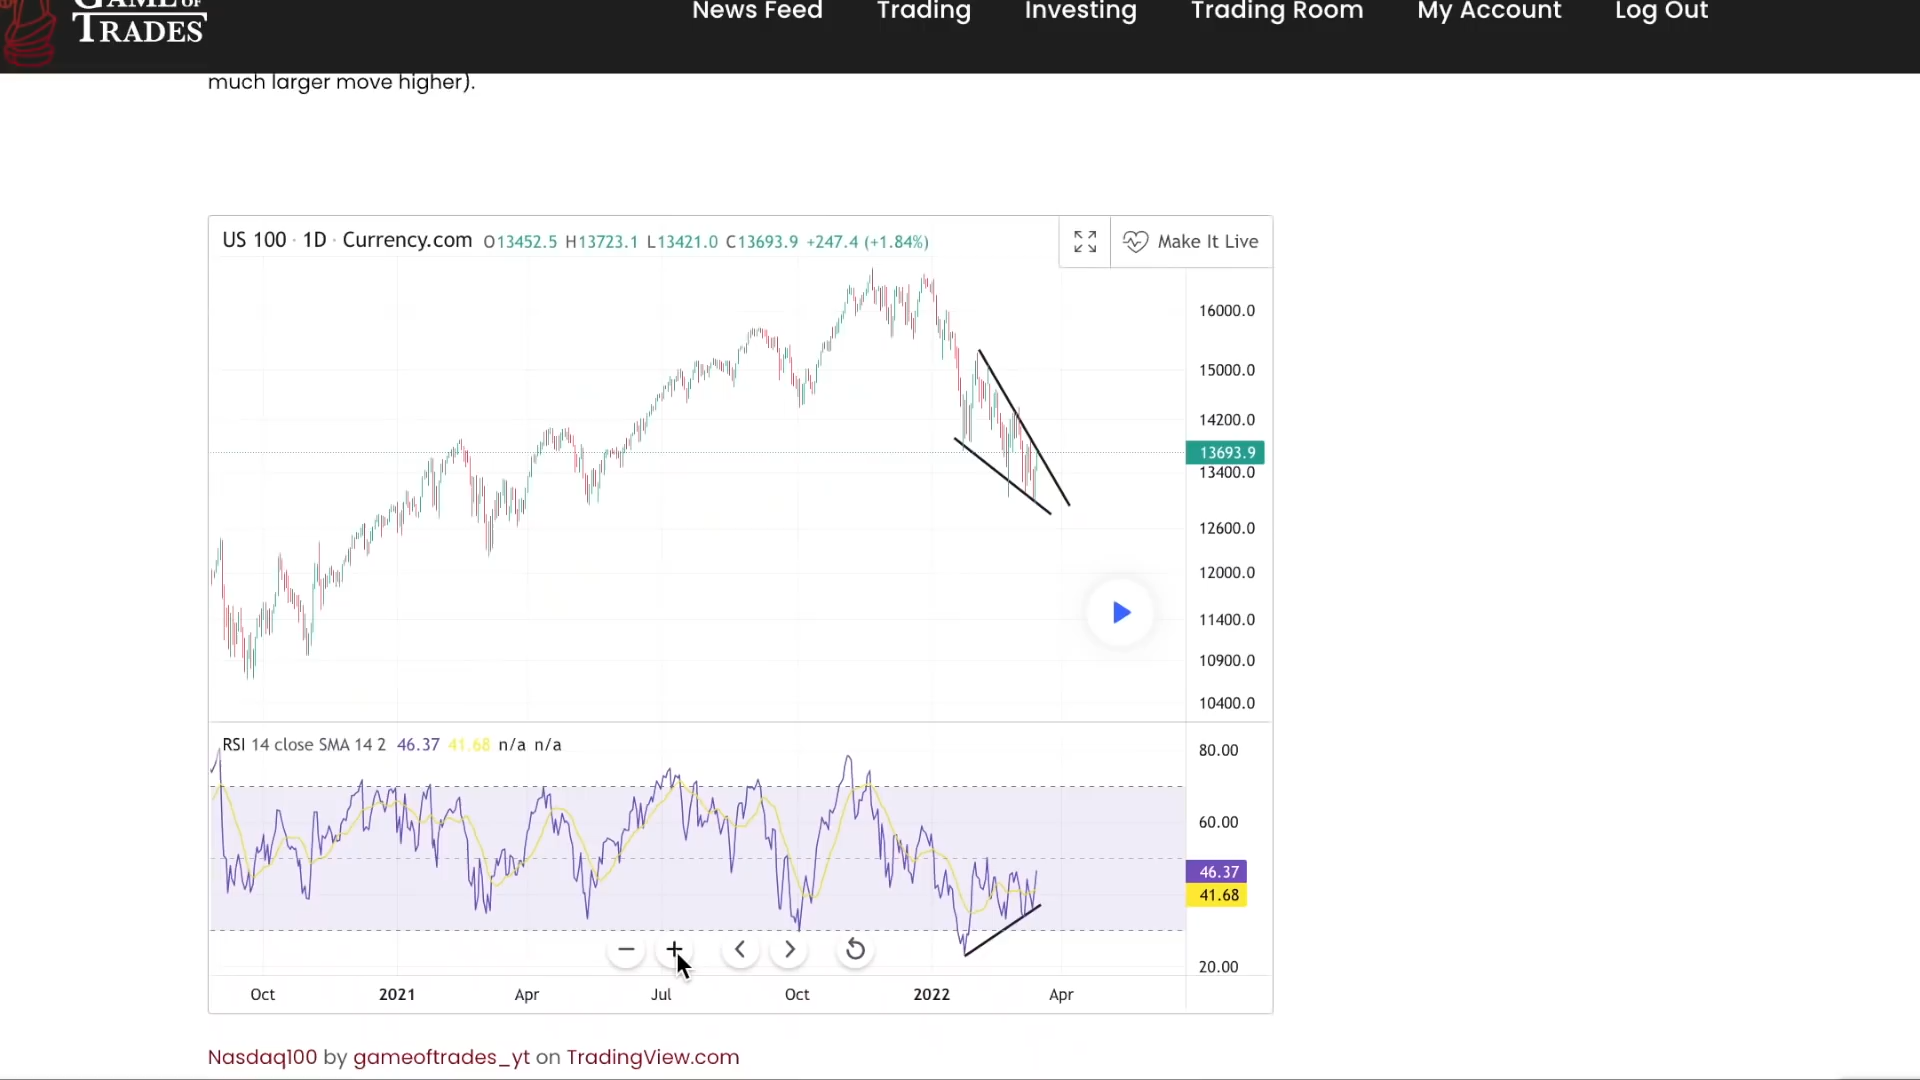 GAME OF
TRADES
News Feed
Trading
Investing
Trading Room
My Account
Log Out
much larger move higher).
US 100 · 1D · Currency.com O13452.5 H13723.1 L13421.0 C13693.9 +247.4 (+1.84%)
Make It Live
16000.0
15000.0
14200.0
13693.9
13400.0
12600.0
12000.0
11400.0
10900.0
10400.0
RSI 14 close SMA 14 2 46.37 41.68 n/a n/a
80.00
60.00
46.37
41.68
20.00
Oct
2021
Apr
Jul
Oct
2022
Apr
Nasdaq100 by gameoftrades_yt on TradingView.com